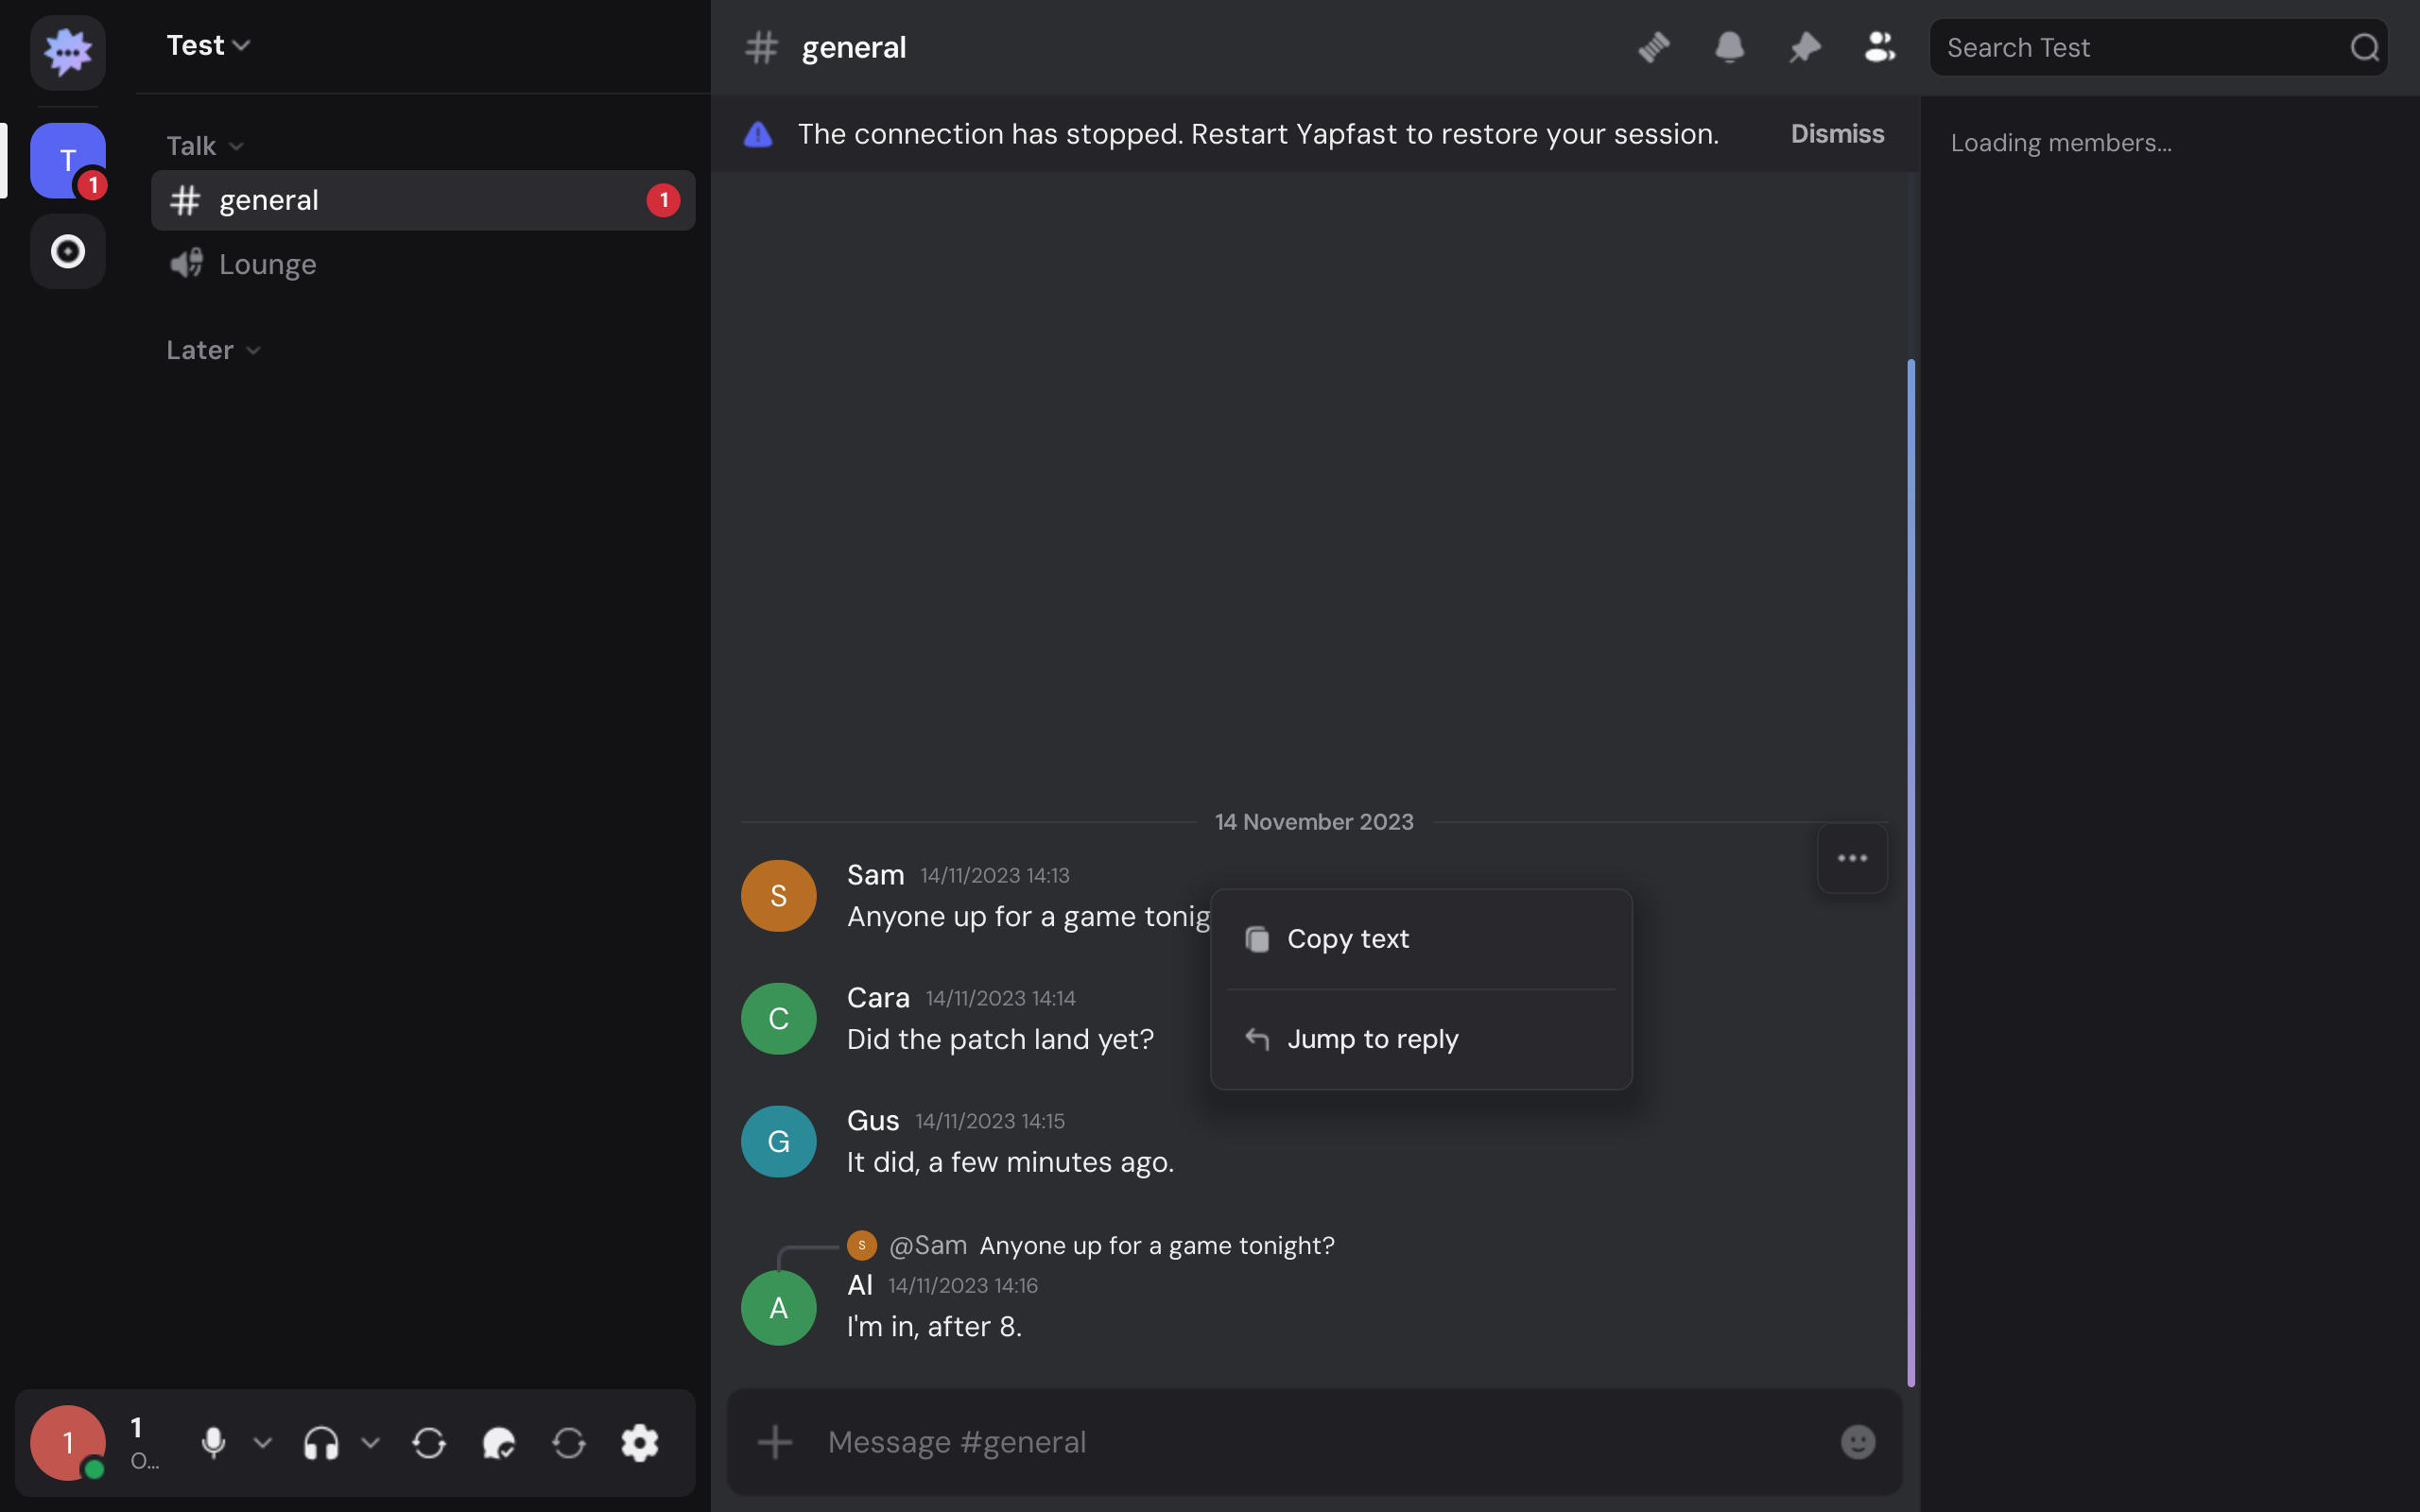 Test
T
1
Talk
general
1
Lounge
Later
1
1
O...
general
Search Test
The connection has stopped. Restart Yapfast to restore your session.
Dismiss
Loading members...
14 November 2023
S
Sam 14/11/2023 14:13
Anyone up for a game tonig
Copy text
Jump to reply
C
Cara 14/11/2023 14:14
Did the patch land yet?
G
Gus 14/11/2023 14:15
It did, a few minutes ago.
S @Sam Anyone up for a game tonight?
A
Al 14/11/2023 14:16
I'm in, after 8.
Message #general